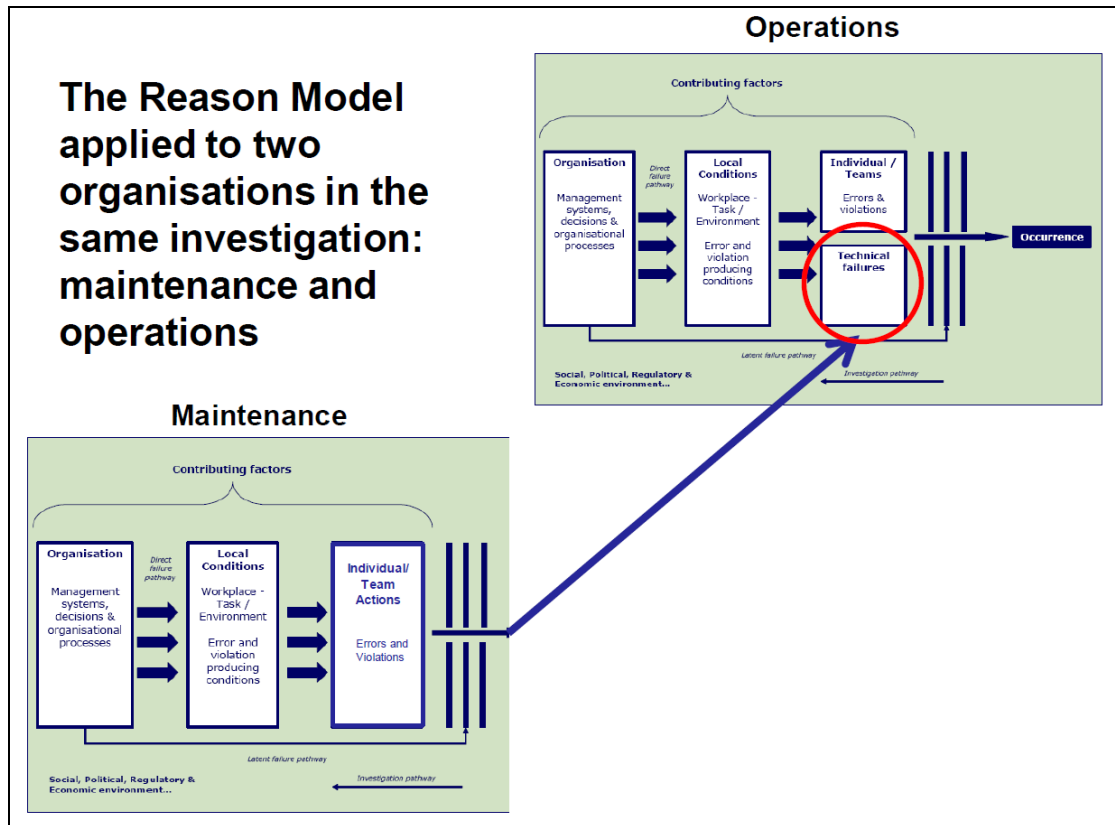 Operations
The Reason Model
applied to two
organisations in the
same investigation:
maintenance and
operations
Contributing factors
Organisation
Management
systems,
decisions &
organisational
processes
Direct
failure
pathway
Local
Conditions
Workplace -
Task /
Environment
Error and
violation
producing
conditions
Individual /
Teams
Errors &
violations
Technical
failures
Occurrence
Latent failure pathway
Social, Political, Regulatory &
Economic environment...
Investigation pathway
Maintenance
Contributing factors
Organisation
Management
systems,
decisions &
organisational
processes
Direct
failure
pathway
Local
Conditions
Workplace -
Task /
Environment
Error and
violation
producing
conditions
Individual/
Team
Actions
Errors and
Violations
Latent failure pathway
Social, Political, Regulatory &
Economic environment...
Investigation pathway